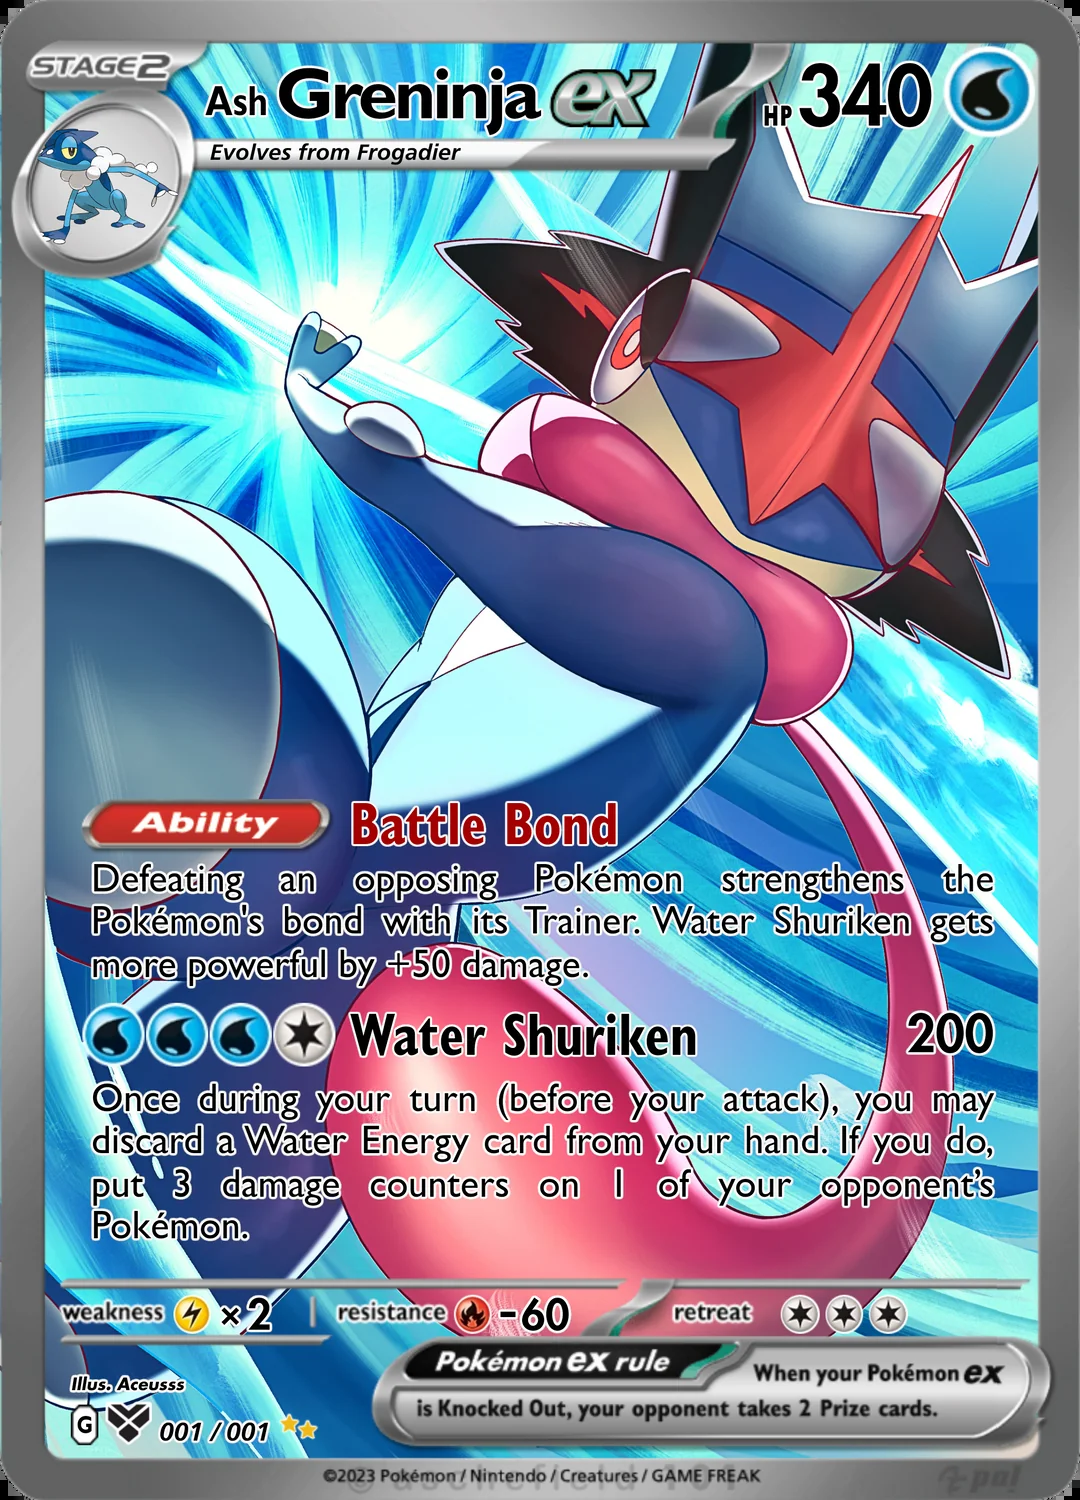 STAGE2
Ash Greninja ex
HP 340
Evolves from Frogadier
Ability Battle Bond
Defeating an opposing Pokémon strengthens the
Pokémon's bond with its Trainer. Water Shuriken gets
more powerful by +50 damage.
Water Shuriken 200
Once during your turn (before your attack), you may
discard a Water Energy card from your hand. If you do,
put 3 damage counters on 1 of your opponent’s
Pokémon.
weakness ×2 resistance -60 retreat
Pokémon ex rule When your Pokémon ex
is Knocked Out, your opponent takes 2 Prize cards.
Illus. Aceusss
G 001 / 001
©2023 Pokémon / Nintendo / Creatures / GAME FREAK